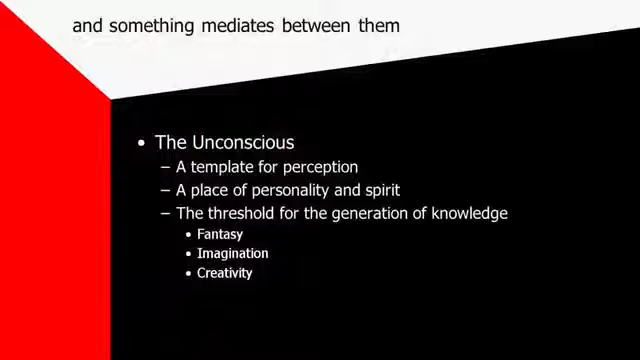 and something mediates between them
• The Unconscious
– A template for perception
– A place of personality and spirit
– The threshold for the generation of knowledge
• Fantasy
• Imagination
• Creativity